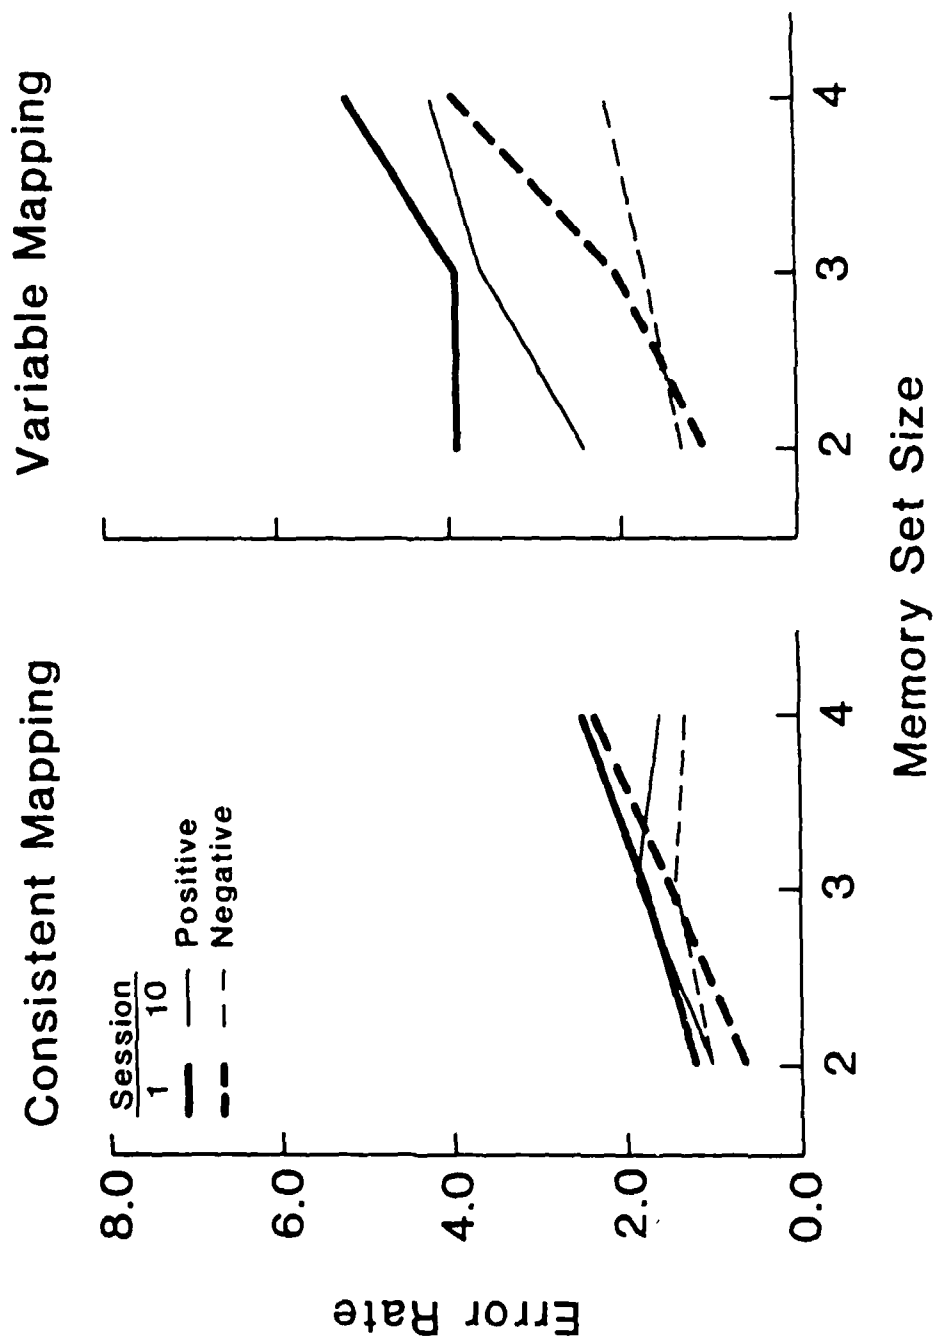 Consistent Mapping
Variable Mapping
Session
1 10
Positive
Negative
8.0
6.0
4.0
2.0
0.0
2 3 4
2 3 4
Error Rate
Memory Set Size